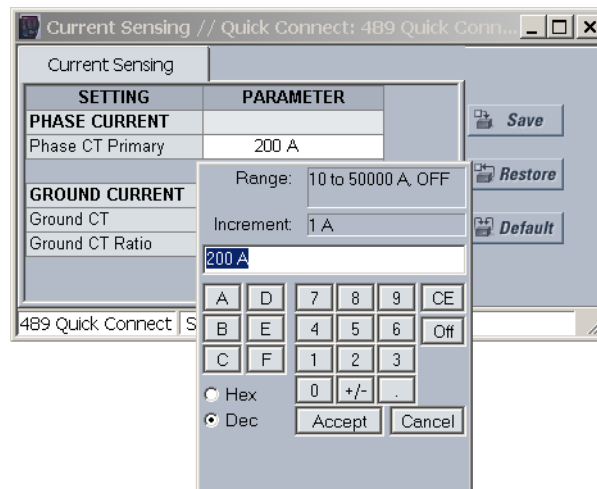 Current Sensing // Quick Connect: 489 Quick Conn...
Current Sensing
SETTING PARAMETER
PHASE CURRENT
Phase CT Primary 200 A
GROUND CURRENT
Ground CT
Ground CT Ratio
Save
Restore
Default
Range: 10 to 50000 A, OFF
Increment: 1 A
200 A
A D 7 8 9 CE
B E 4 5 6 Off
C F 1 2 3
Hex 0 +/- .
Dec Accept Cancel
489 Quick Connect S